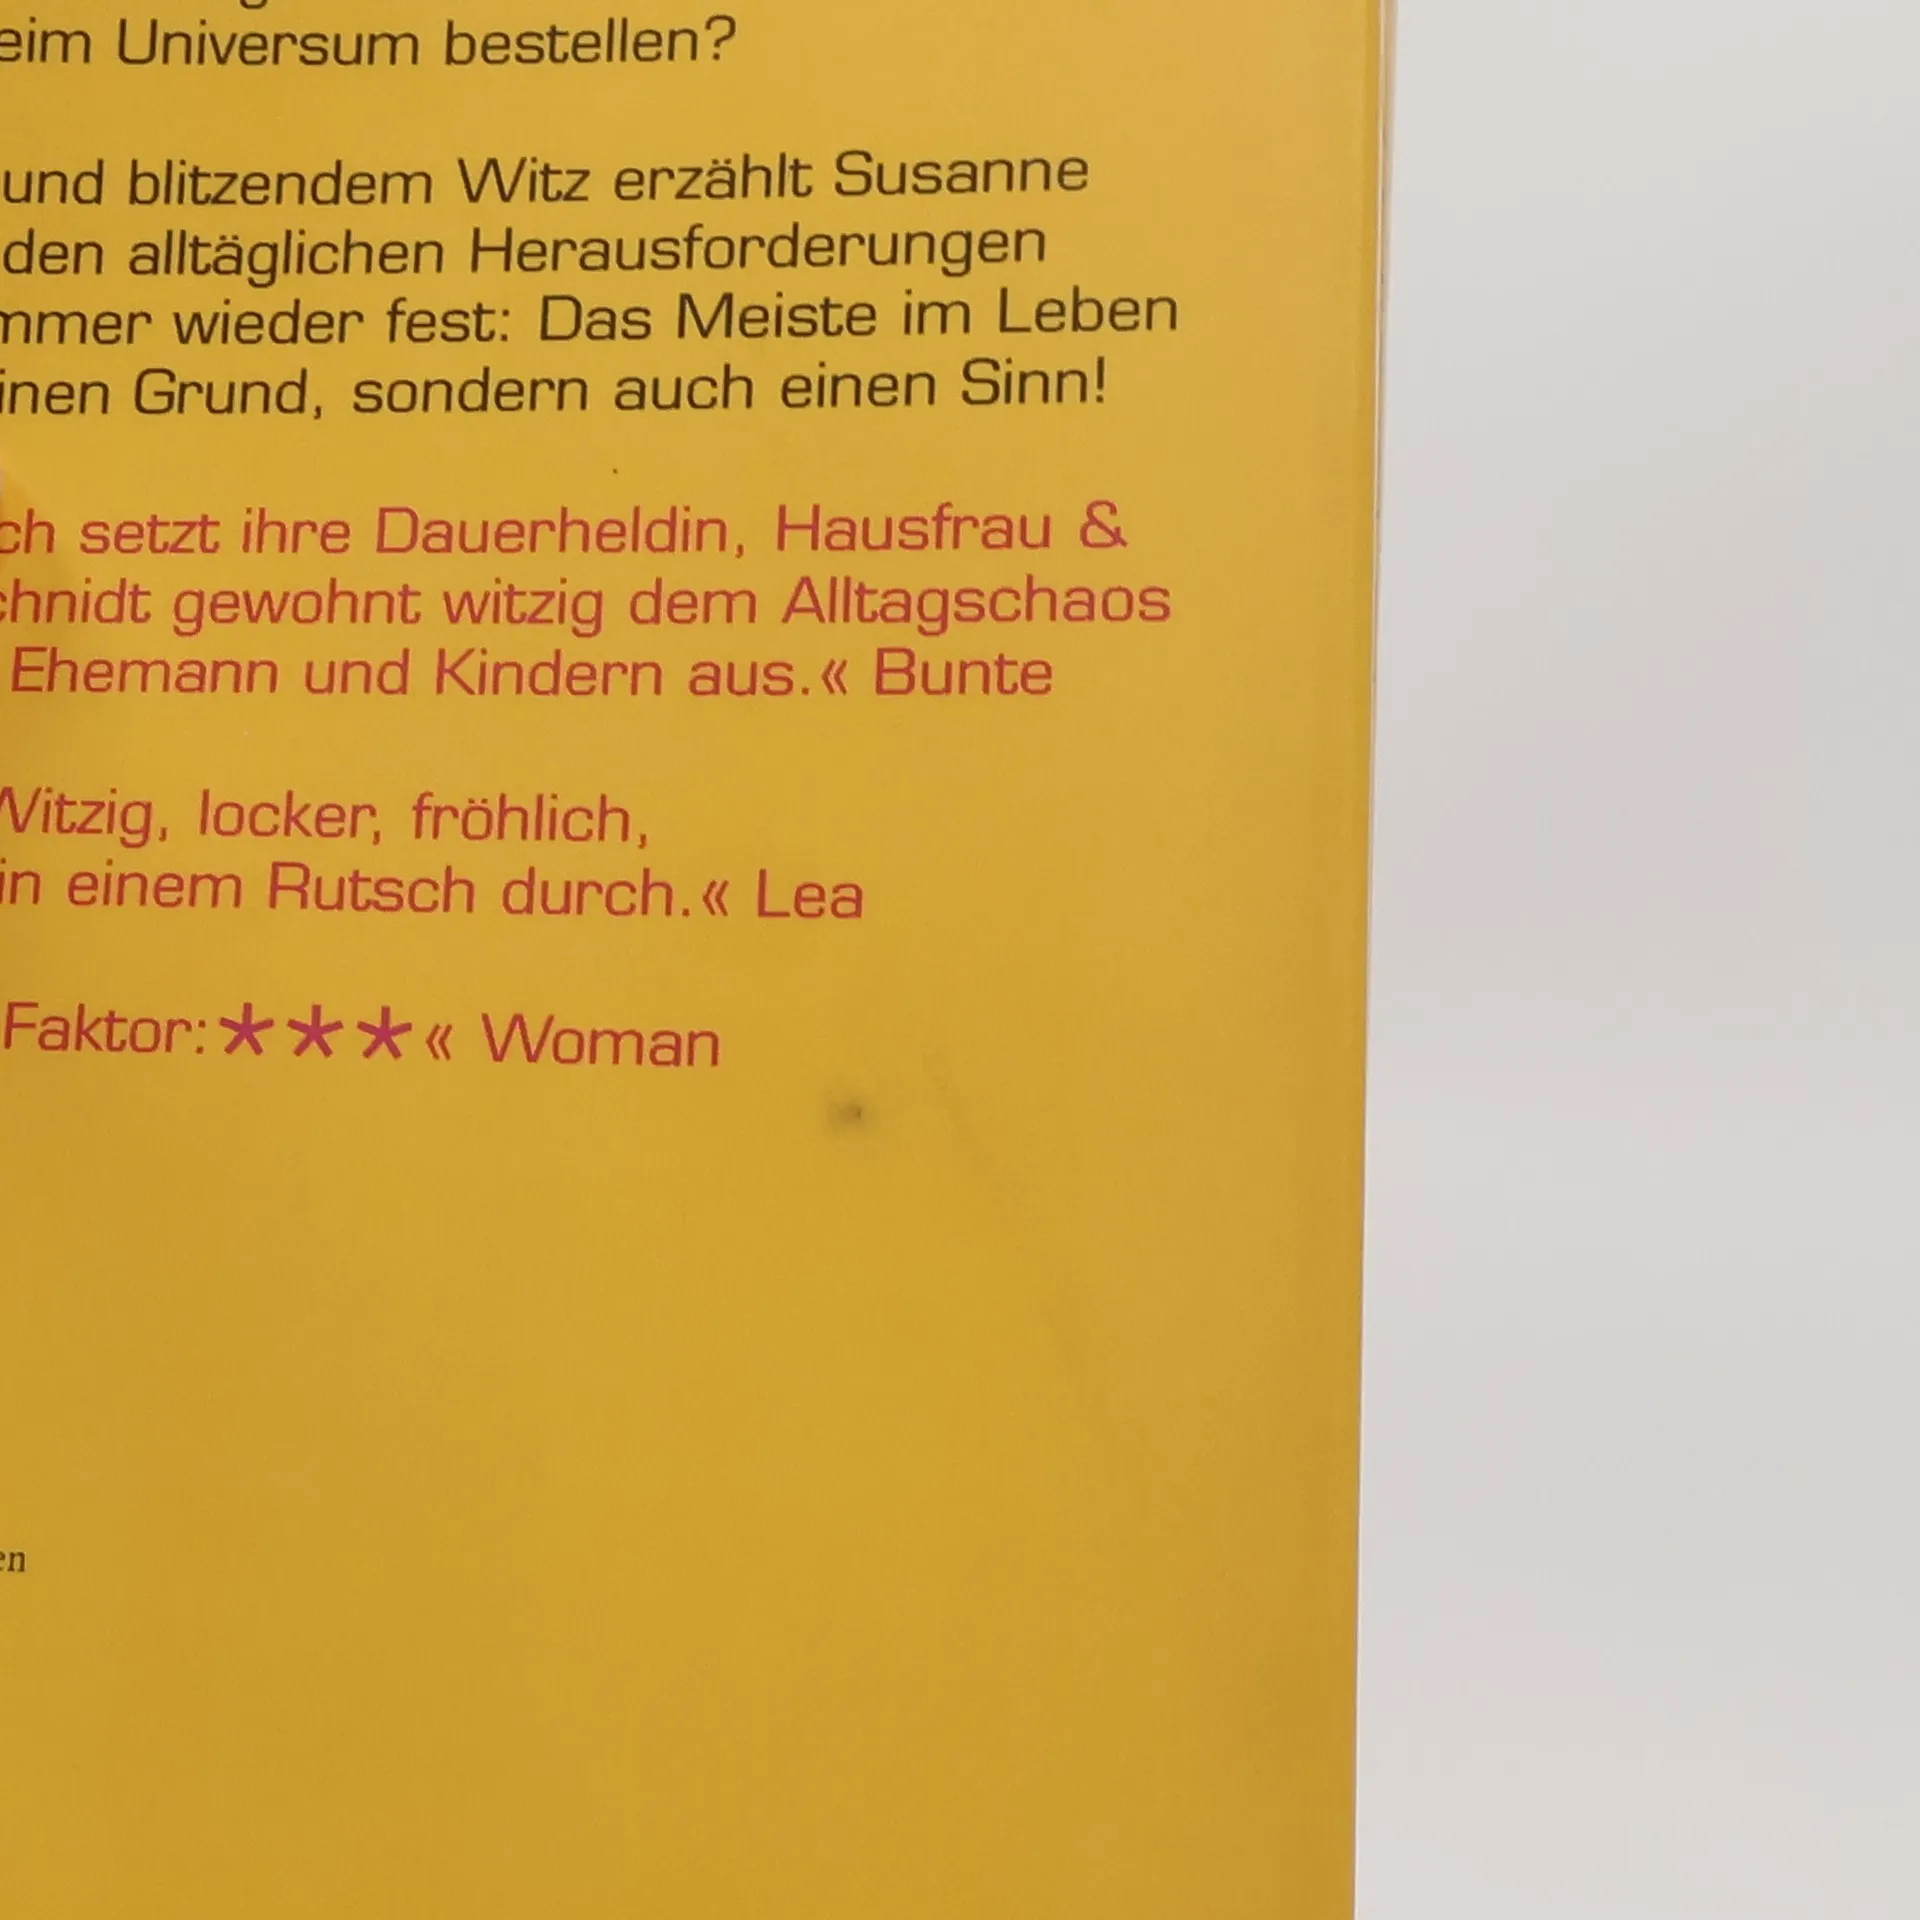 eim Universum bestellen?
und blitzendem Witz erzählt Susanne
den alltäglichen Herausforderungen
mmer wieder fest: Das Meiste im Leben
inen Grund, sondern auch einen Sinn!
ch setzt ihre Dauerheldin, Hausfrau &
chnidt gewohnt witzig dem Alltagschaos
Ehemann und Kindern aus.« Bunte
Witzig, locker, fröhlich,
in einem Rutsch durch.« Lea
Faktor:***« Woman
en